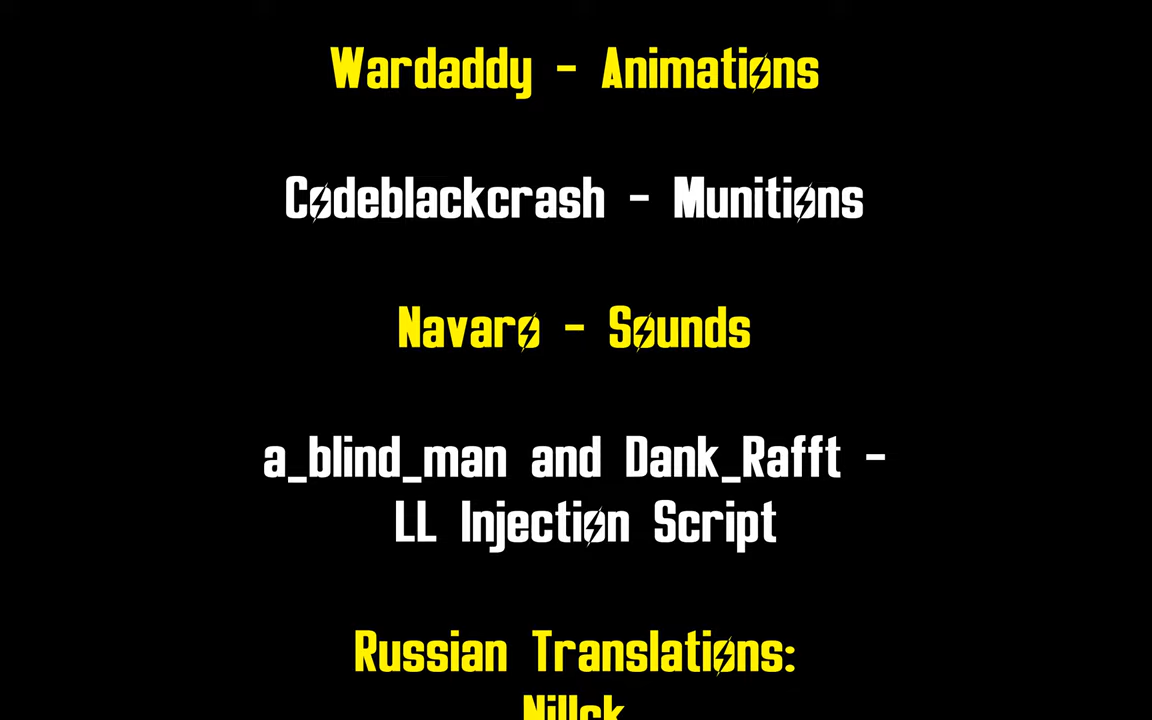 Wardaddy - Animations
Codeblackcrash - Munitions
Navaro - Sounds
a_blind_man and Dank_Rafft -
LL Injection Script
Russian Translations: